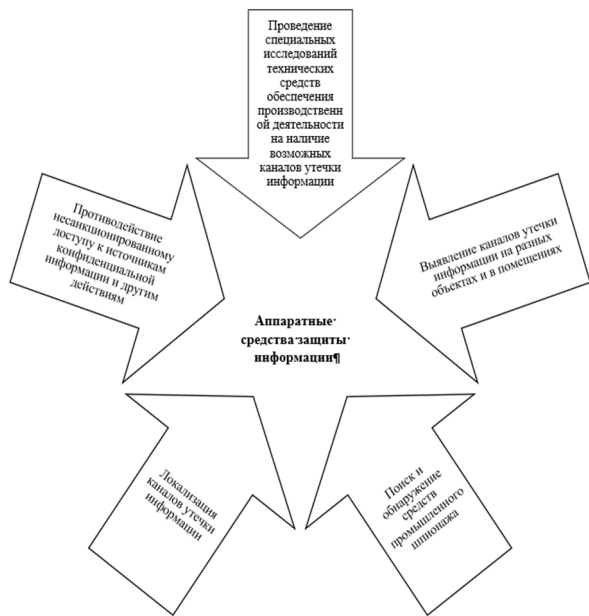 Проведение
специальных
исследований
технических
средств
обеспечения
производственн
ой деятельности
на наличие
возможных
каналов утечки
информации
Противодействие
несанкционированному
доступу к источникам
конфиденциальной
информации и другим
действиям
Выявление каналов утечки
информации на разных
объектах и в помещениях
Аппаратные·
средства·защиты·
информации¶
Локализация
каналов утечки
информации
Поиск и
обнаружение
средств
промышленного
шпионажа